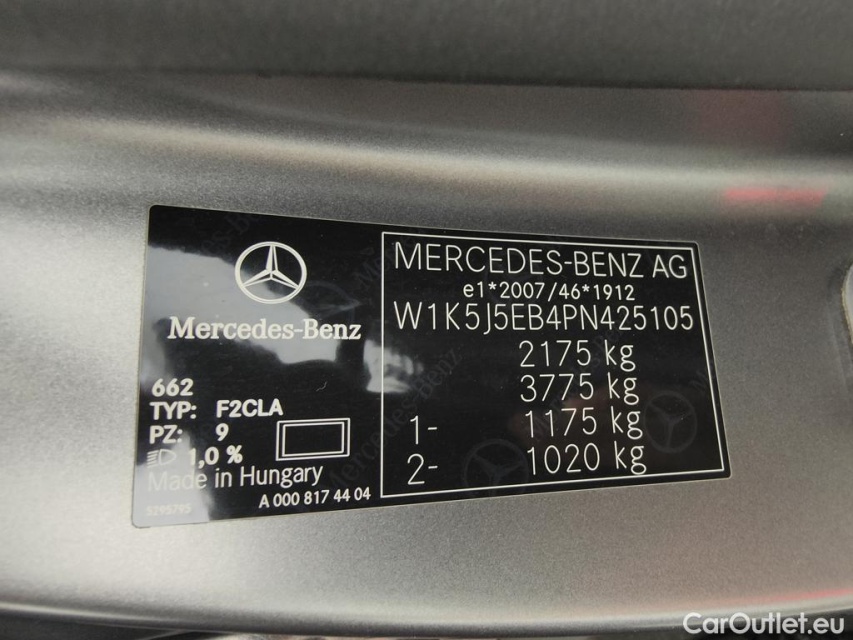 Mercedes-Benz
662
TYP: F2CLA
PZ: 9
1,0 %
Made in Hungary
A 000 817 44 04
MERCEDES-BENZ AG
e1*2007/46*1912
W1K5J5EB4PN425105
2175 kg
3775 kg
1- 1175 kg
2- 1020 kg
CarOutlet.eu